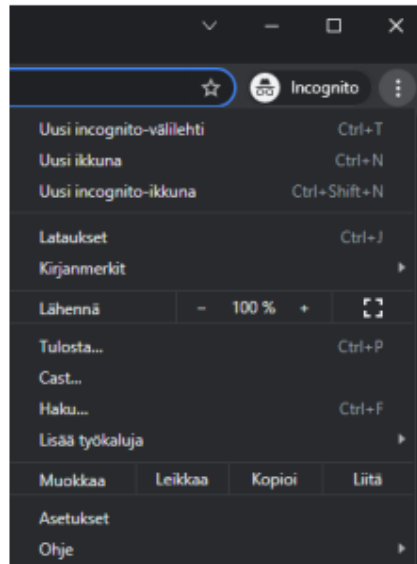 Incognito
Uusi incognito-välilehti Ctrl+T
Uusi ikkuna Ctrl+N
Uusi incognito-ikkuna Ctrl+Shift+N
Lataukset Ctrl+J
Kirjanmerkit
Lähennä - 100 % +
Tulosta... Ctrl+P
Cast...
Haku... Ctrl+F
Lisää työkaluja
Muokkaa Leikkaa Kopioi Liitä
Asetukset
Ohje